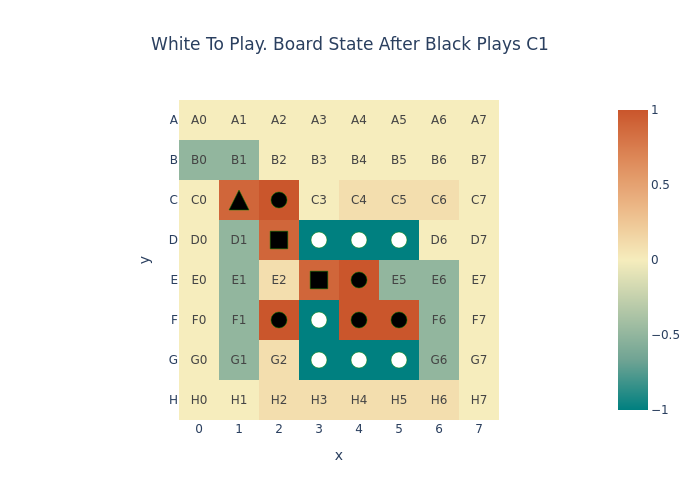 White To Play. Board State After Black Plays C1
A A0 A1 A2 A3 A4 A5 A6 A7
B B0 B1 B2 B3 B4 B5 B6 B7
C C0 C3 C4 C5 C6 C7
D D0 D1 D6 D7
E E0 E1 E2 E5 E6 E7
F F0 F1 F6 F7
G G0 G1 G2 G6 G7
H H0 H1 H2 H3 H4 H5 H6 H7
0 1 2 3 4 5 6 7
x
y
1
0.5
0
−0.5
−1